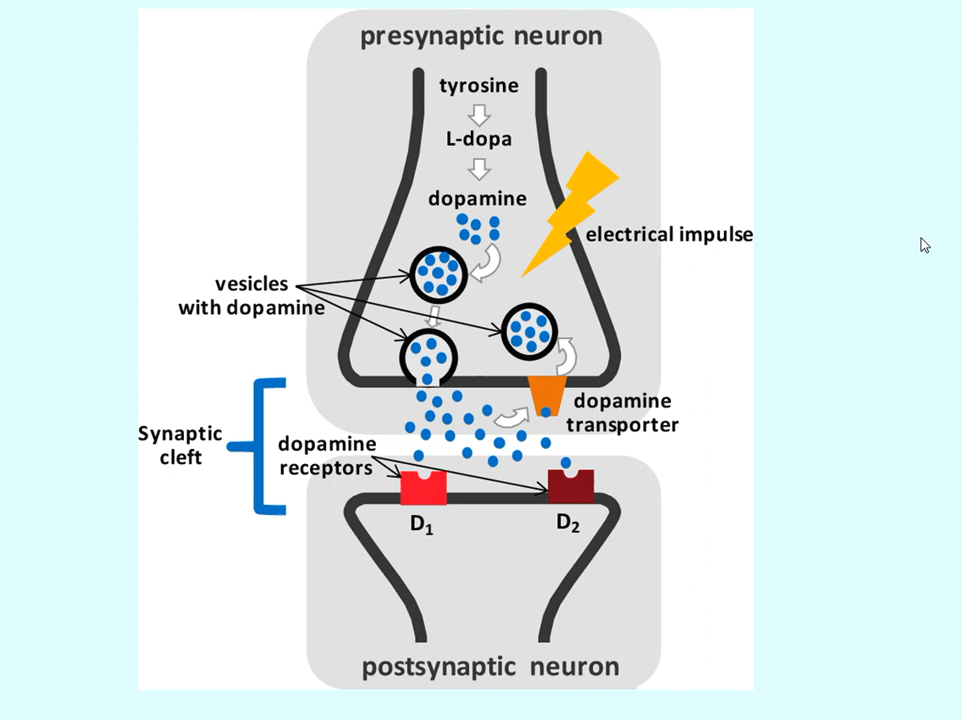 presynaptic neuron
tyrosine
L-dopa
dopamine
electrical impulse
vesicles
with dopamine
dopamine
transporter
Synaptic
cleft
dopamine
receptors
D₁
D₂
postsynaptic neuron